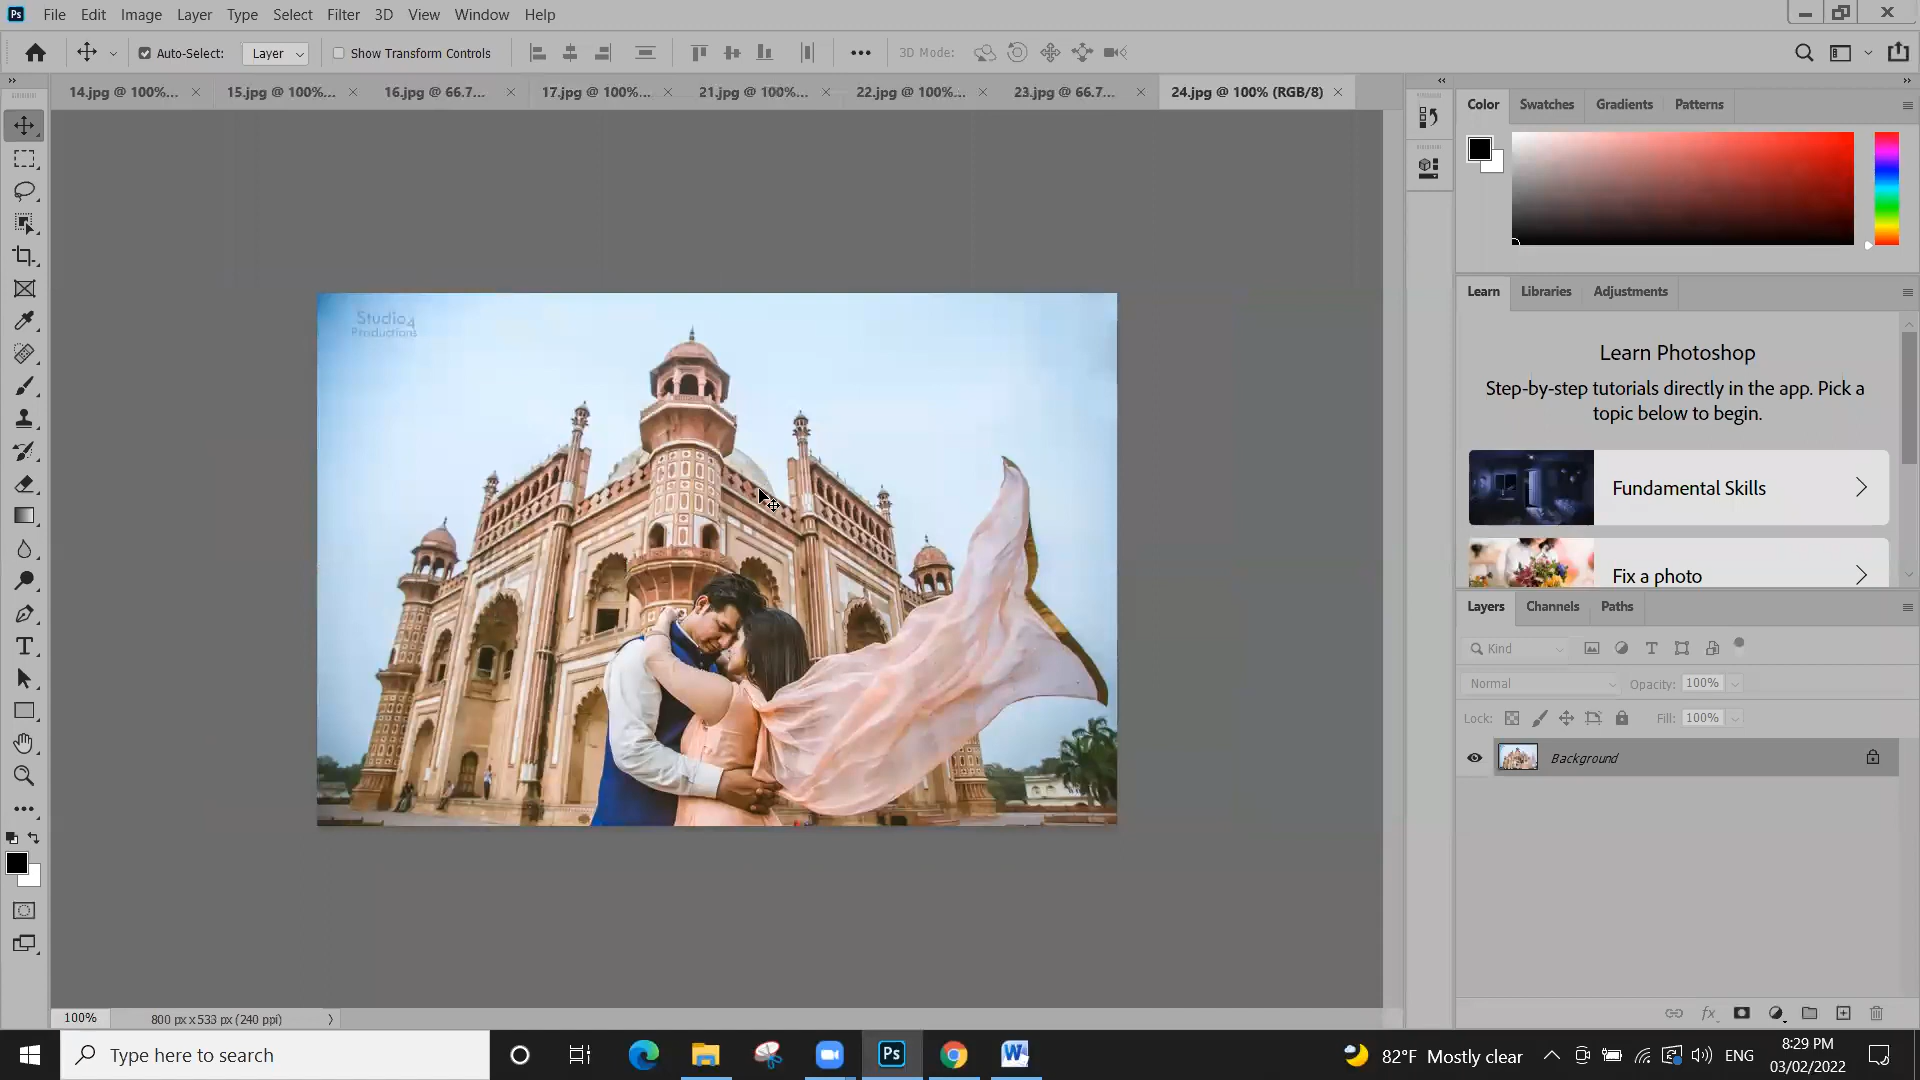 Ps File Edit Image Layer Type Select Filter 3D View Window Help
Auto-Select: Layer Show Transform Controls 3D Mode:
14.jpg @ 100%... 15.jpg @ 100%... 16.jpg @ 66.7... 17.jpg @ 100%... 21.jpg @ 100%... 22.jpg @ 100%... 23.jpg @ 66.7... 24.jpg @ 100% (RGB/8)
Color Swatches Gradients Patterns
Studio4
Productions
Learn Libraries Adjustments
Learn Photoshop
Step-by-step tutorials directly in the app. Pick a
topic below to begin.
Fundamental Skills
Fix a photo
Layers Channels Paths
Kind
Normal Opacity: 100%
Lock: Fill: 100%
Background
100% 800 px x 533 px (240 ppi)
Type here to search
Ps
W
82°F Mostly clear
ENG
8:29 PM
03/02/2022